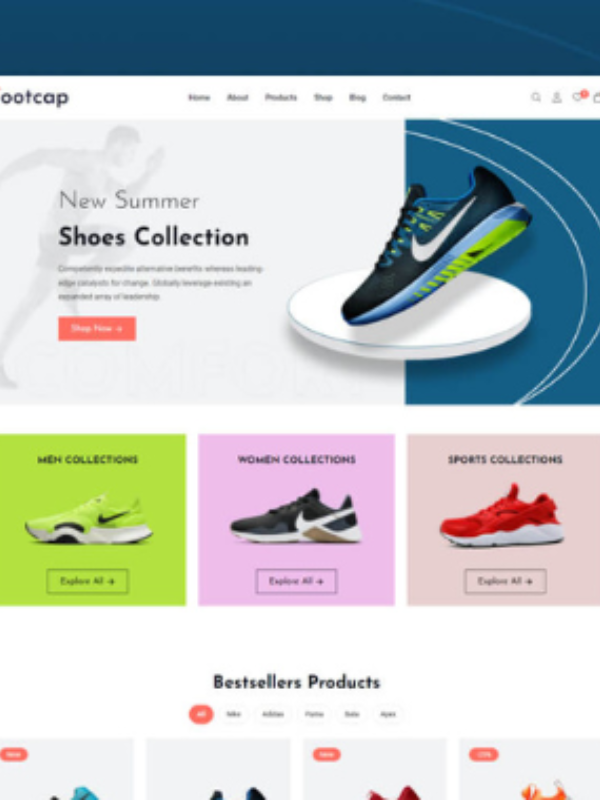 ootcap
Home About Products Shop Blog Contact
New Summer
Shoes Collection
Competently expedite alternative benefits whereas leading-
edge catalysts for change. Globally leverage existing an
expanded array of leadership.
Shop Now →
COMFOR
MEN COLLECTIONS
WOMEN COLLECTIONS
SPORTS COLLECTIONS
Explore All →
Explore All →
Explore All →
Bestsellers Products
All Nike Adidas Puma Bata Apex
New
New